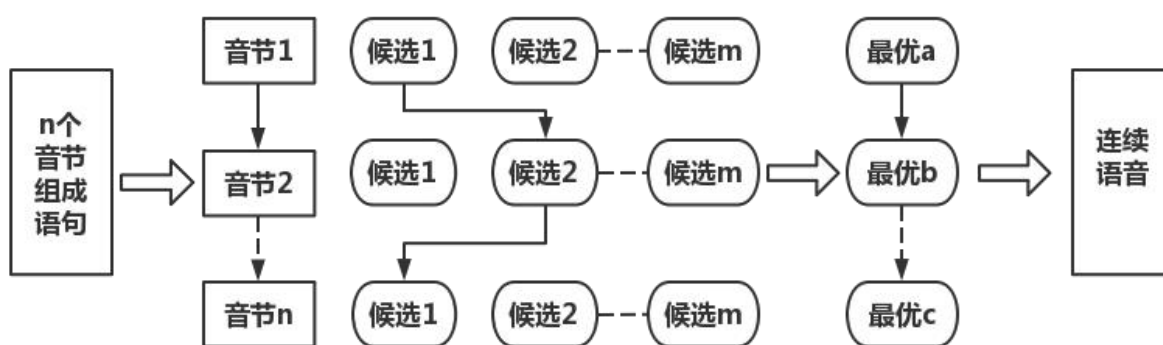 n个
音节
组成
语句
音节1
候选1
候选2
候选m
最优a
音节2
候选1
候选2
候选m
最优b
音节n
候选1
候选2
候选m
最优c
连续
语音